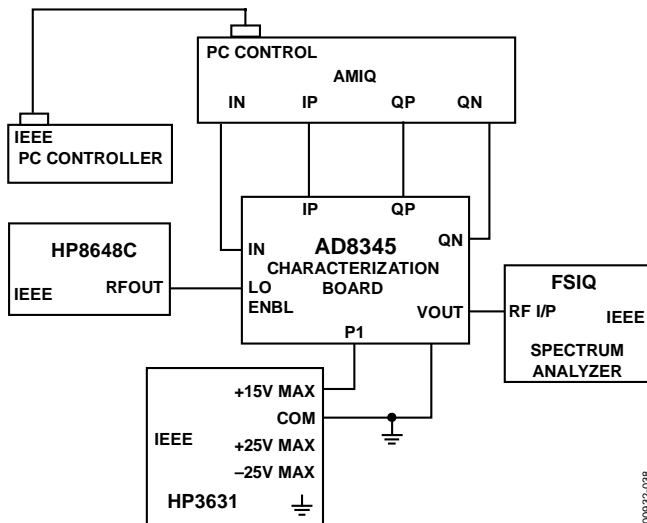 PC CONTROL
AMIQ
IN IP QP QN
IEEE
PC CONTROLLER
IP QP
IN
AD8345
QN
CHARACTERIZATION
BOARD
LO
ENBL
VOUT
P1
HP8648C
IEEE
RFOUT
FSIQ
RF I/P
IEEE
SPECTRUM
ANALYZER
+15V MAX
COM
IEEE
+25V MAX
–25V MAX
HP3631
00932-038